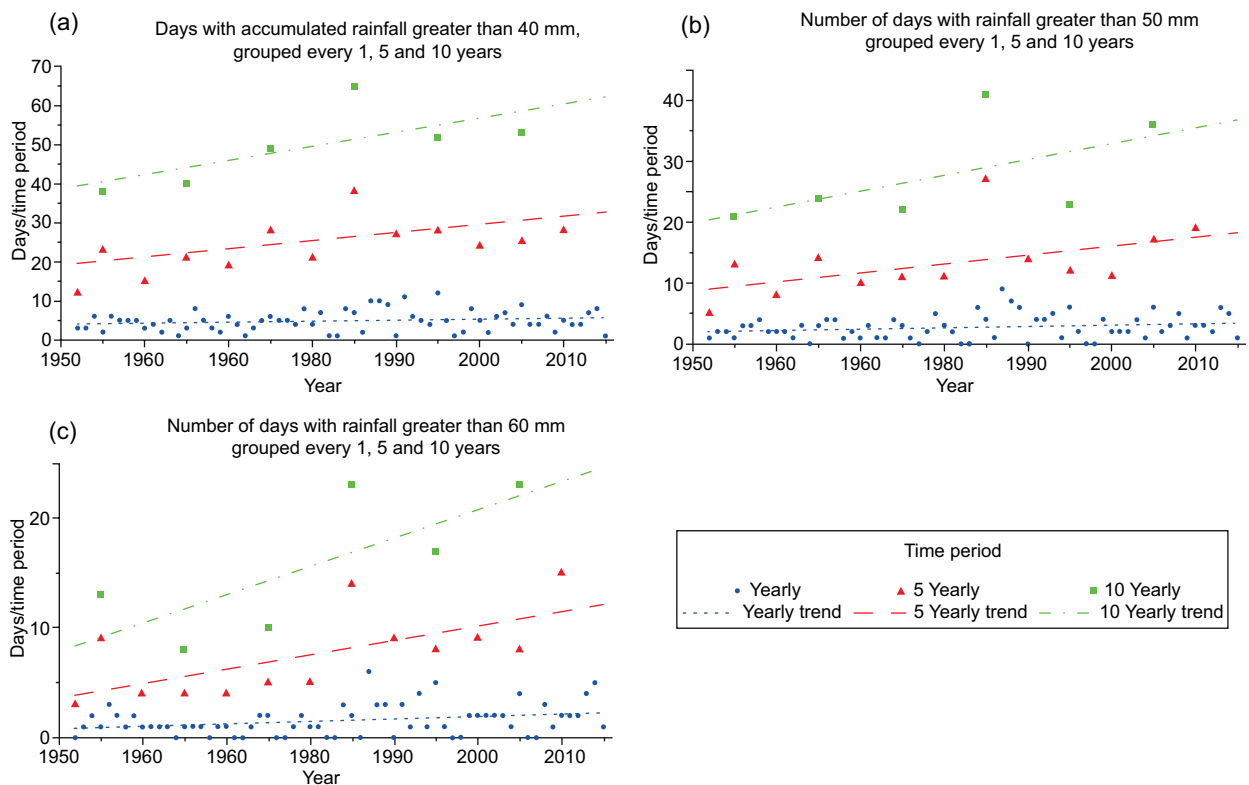 (a)
Days with accumulated rainfall greater than 40 mm,
grouped every 1, 5 and 10 years
70
60
50
40
30
20
10
0
Days/time period
1950 1960 1960 1970 1980 1990 2000 2010
Year
(b)
Number of days with rainfall greater than 50 mm
grouped every 1, 5 and 10 years
40
30
20
10
0
Days/time period
1950 1960 1960 1970 1980 1990 2000 2010
Year
(c)
Number of days with rainfall greater than 60 mm
grouped every 1, 5 and 10 years
20
10
0
Days/time period
1950 1960 1960 1970 1980 1990 2000 2010
Year
Time period
Yearly 5 Yearly 10 Yearly
Yearly trend 5 Yearly trend 10 Yearly trend